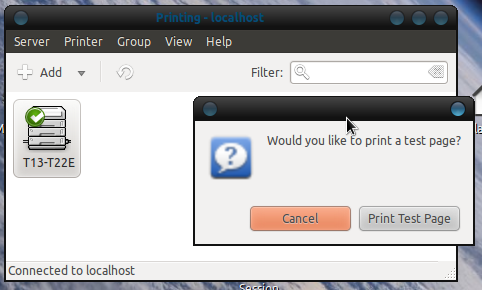 Printing - localhost
Server Printer Group View Help
Add
Filter:
T13-T22E
Would you like to print a test page?
Cancel Print Test Page
Connected to localhost
Session